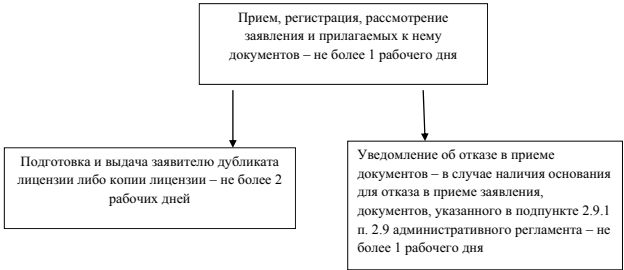 Прием, регистрация, рассмотрение
заявления и прилагаемых к нему
документов – не более 1 рабочего дня
Подготовка и выдача заявителю дубликата
лицензии либо копии лицензии – не более 2
рабочих дней
Уведомление об отказе в приеме
документов – в случае наличия основания
для отказа в приеме заявления,
документов, указанного в подпункте 2.9.1
п. 2.9 административного регламента – не
более 1 рабочего дня